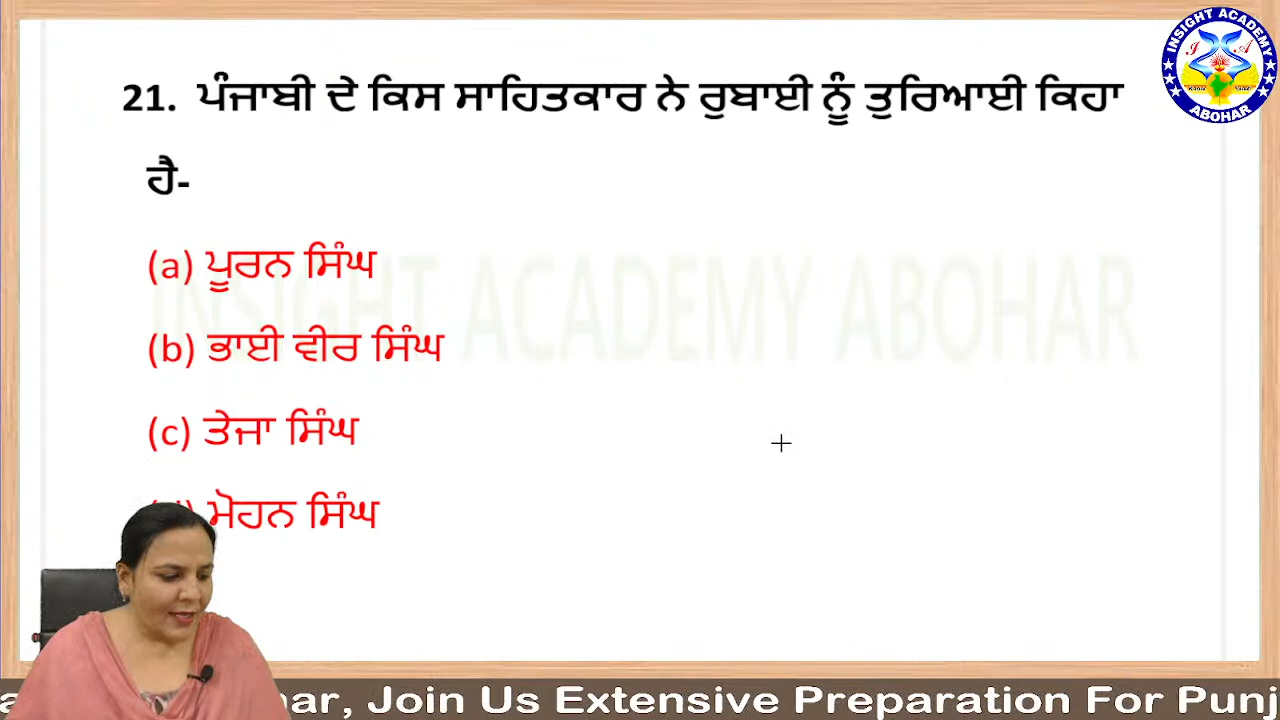 21. ਪੰਜਾਬੀ ਦੇ ਕਿਸ ਸਾਹਿਤਕਾਰ ਨੇ ਰੁਬਾਈ ਨੂੰ ਤੁਰਿਆਈ ਕਿਹਾ
ਹੈ-
(a) ਪੂਰਨ ਸਿੰਘ
(b) ਭਾਈ ਵੀਰ ਸਿੰਘ
(c) ਤੇਜਾ ਸਿੰਘ
ਮੋਹਨ ਸਿੰਘ
INSIGHT ACADEMY ABOHAR
INSIGHT ACADEMY
I A
ABOHAR
har, Join Us Extensive Preparation For Punj